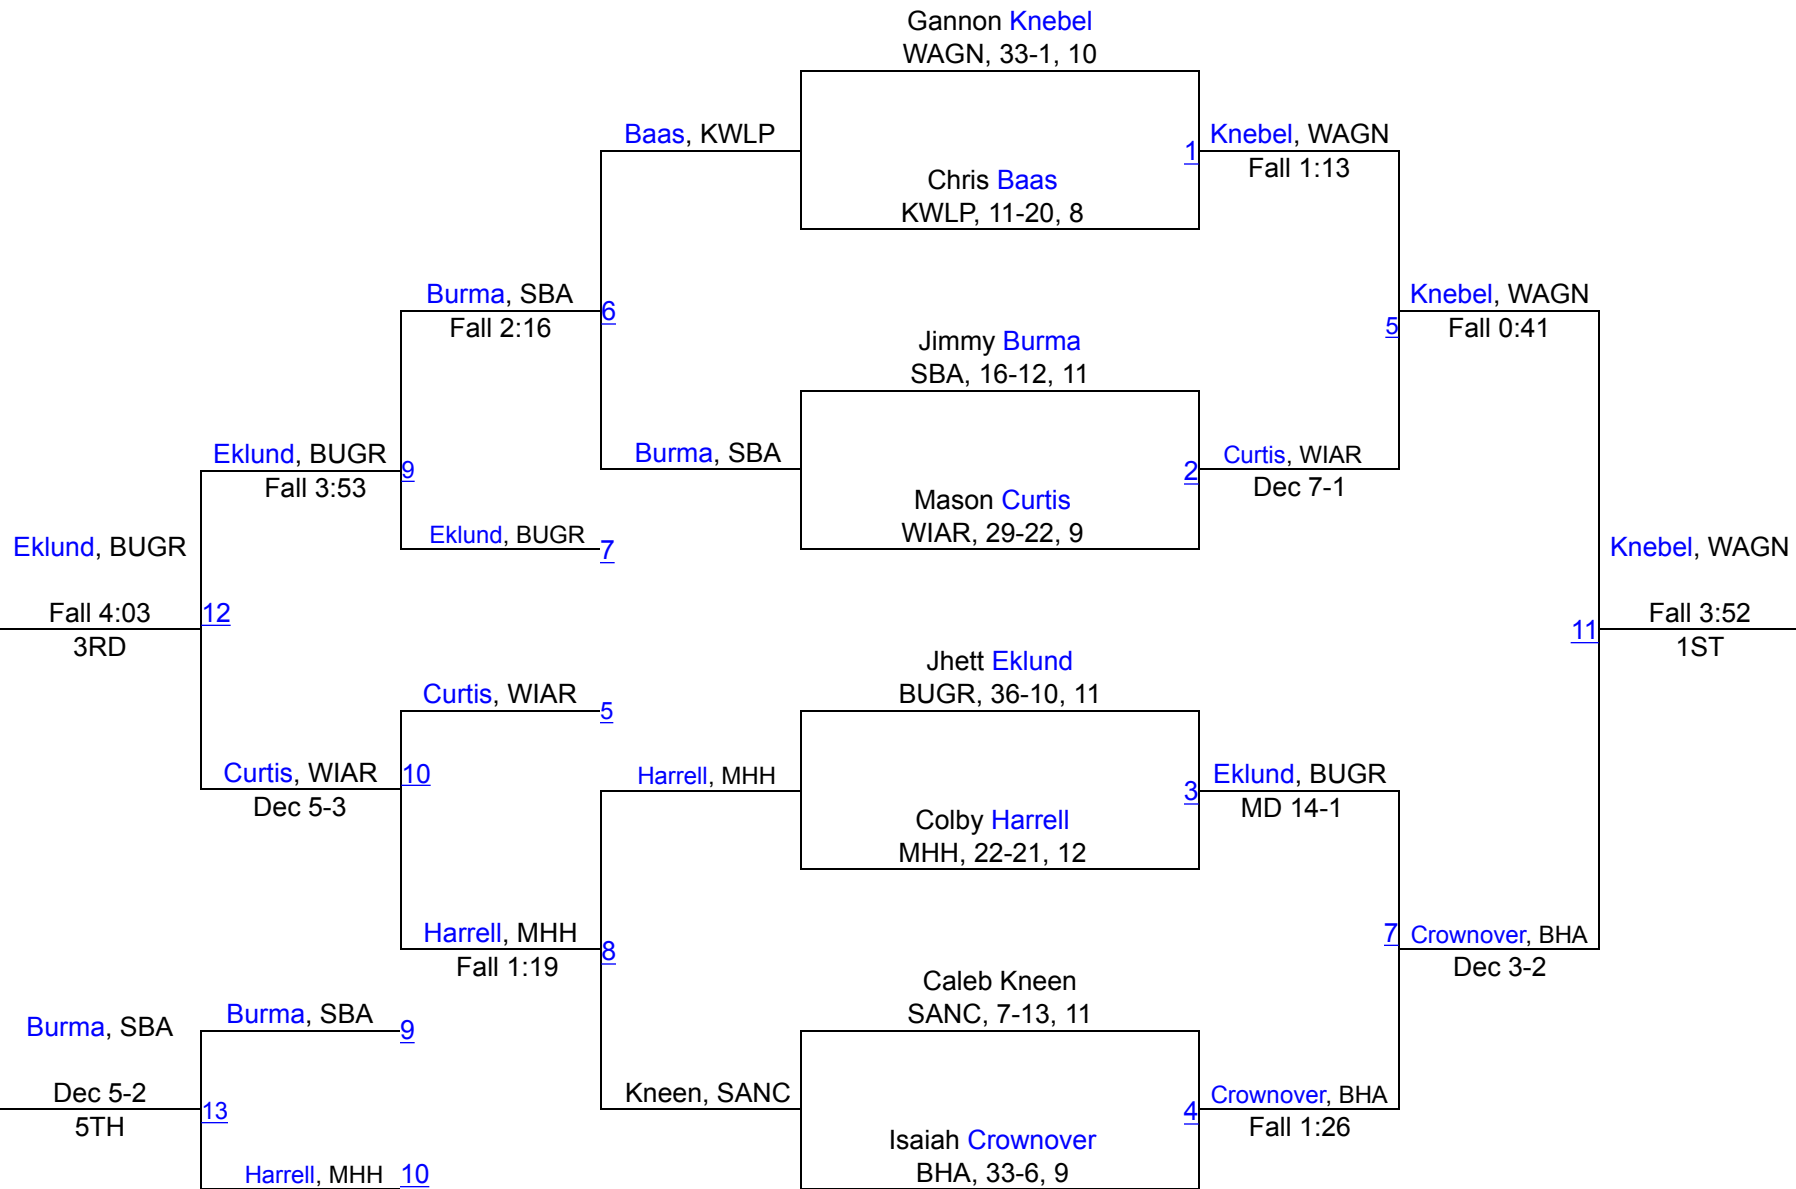 Gannon Knebel
WAGN, 33-1, 10
Baas, KWLP
1
Knebel, WAGN
Fall 1:13
Chris Baas
KWLP, 11-20, 8
Burma, SBA
Fall 2:16
6
Knebel, WAGN
Fall 0:41
5
Jimmy Burma
SBA, 16-12, 11
Eklund, BUGR
Fall 3:53
9
Burma, SBA
2
Curtis, WIAR
Dec 7-1
Mason Curtis
WIAR, 29-22, 9
Eklund, BUGR
7
Eklund, BUGR
Fall 4:03
3RD
12
Knebel, WAGN
11
Fall 3:52
1ST
Jhett Eklund
BUGR, 36-10, 11
Curtis, WIAR
5
Curtis, WIAR
Dec 5-3
10
Harrell, MHH
3
Eklund, BUGR
MD 14-1
Colby Harrell
MHH, 22-21, 12
Harrell, MHH
Fall 1:19
8
7
Crownover, BHA
Dec 3-2
Caleb Kneen
SANC, 7-13, 11
Burma, SBA
Burma, SBA
9
Dec 5-2
5TH
13
Kneen, SANC
4
Crownover, BHA
Fall 1:26
Isaiah Crownover
BHA, 33-6, 9
Harrell, MHH
10